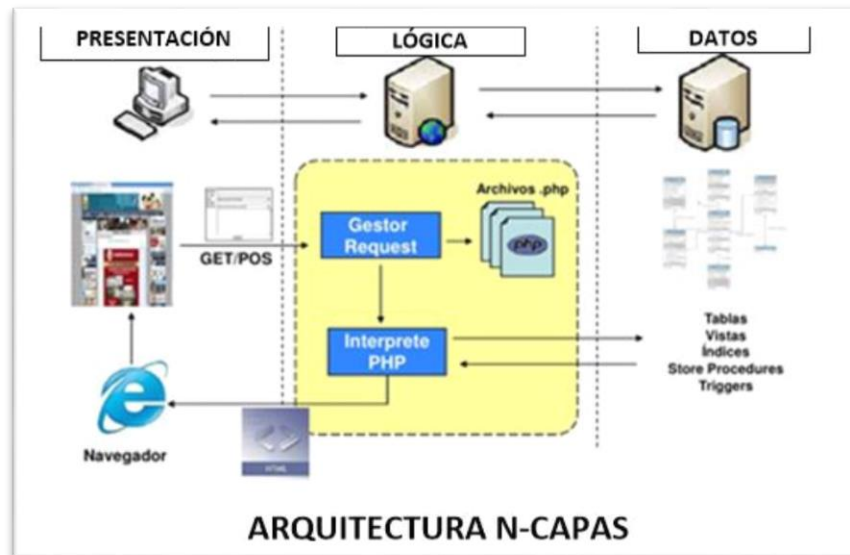 PRESENTACIÓN
LÓGICA
DATOS
Archivos .php
php
Gestor
Request
GET/POS
Interprete
PHP
Tablas
Vistas
Índices
Store Procedures
Triggers
Navegador
HTML
ARQUITECTURA N-CAPAS